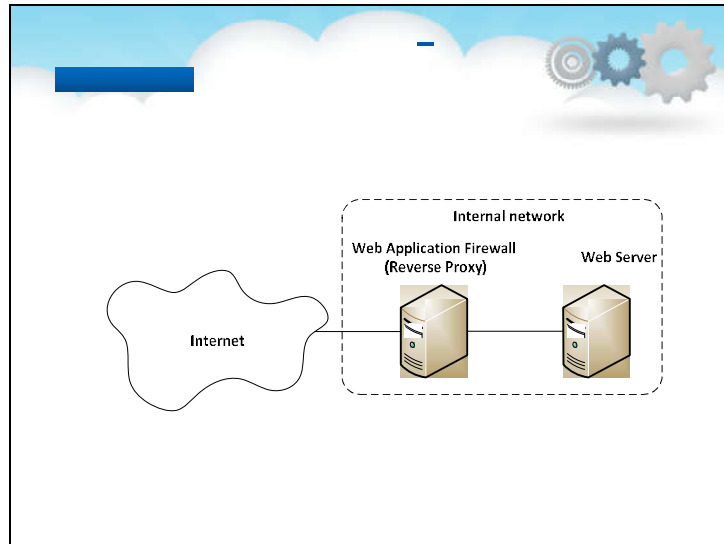 Internal network
Web Application Firewall
(Reverse Proxy)
Web Server
Internet